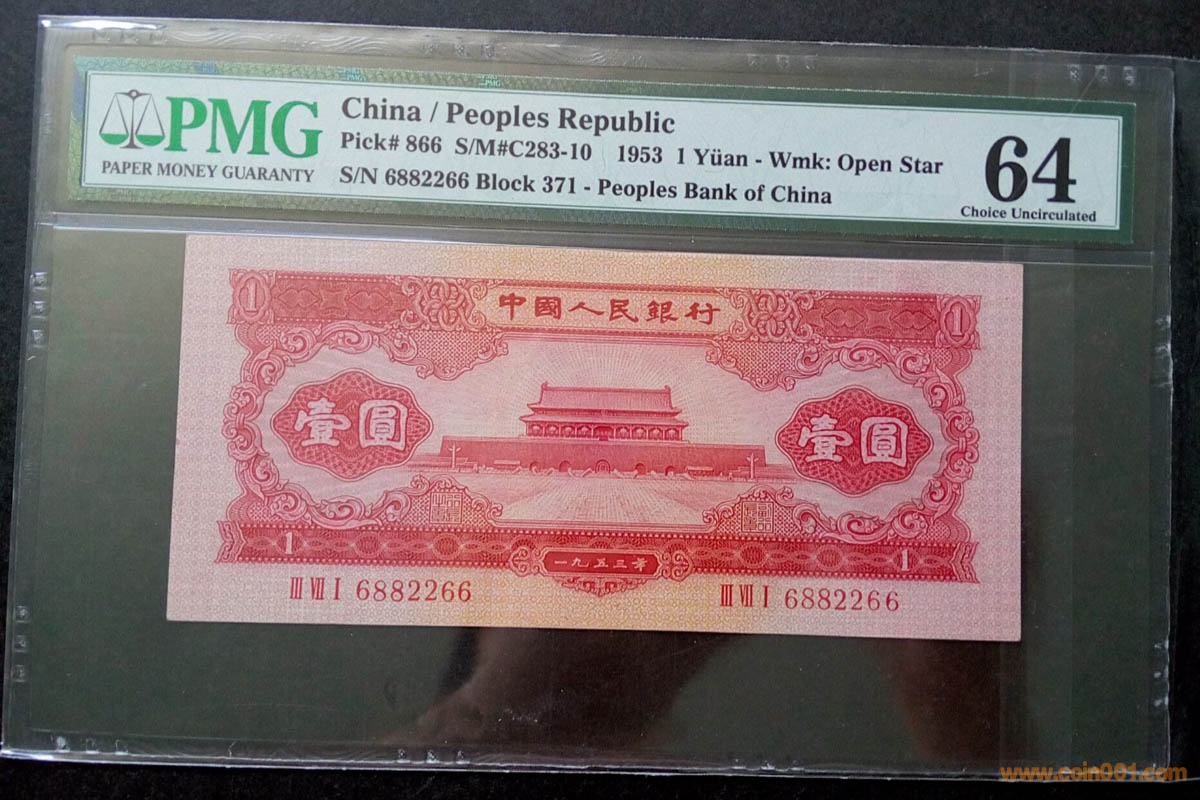 PMG
PAPER MONEY GUARANTY
China / Peoples Republic
Pick# 866 S/M#C283-10 1953 1 Yüan - Wmk: Open Star
S/N 6882266 Block 371 - Peoples Bank of China
64
Choice Uncirculated
1 中國人民銀行 1
壹圓 壹圓
1 一九五三年 1
III VII I 6882266 III VII I 6882266
www.coin001.com